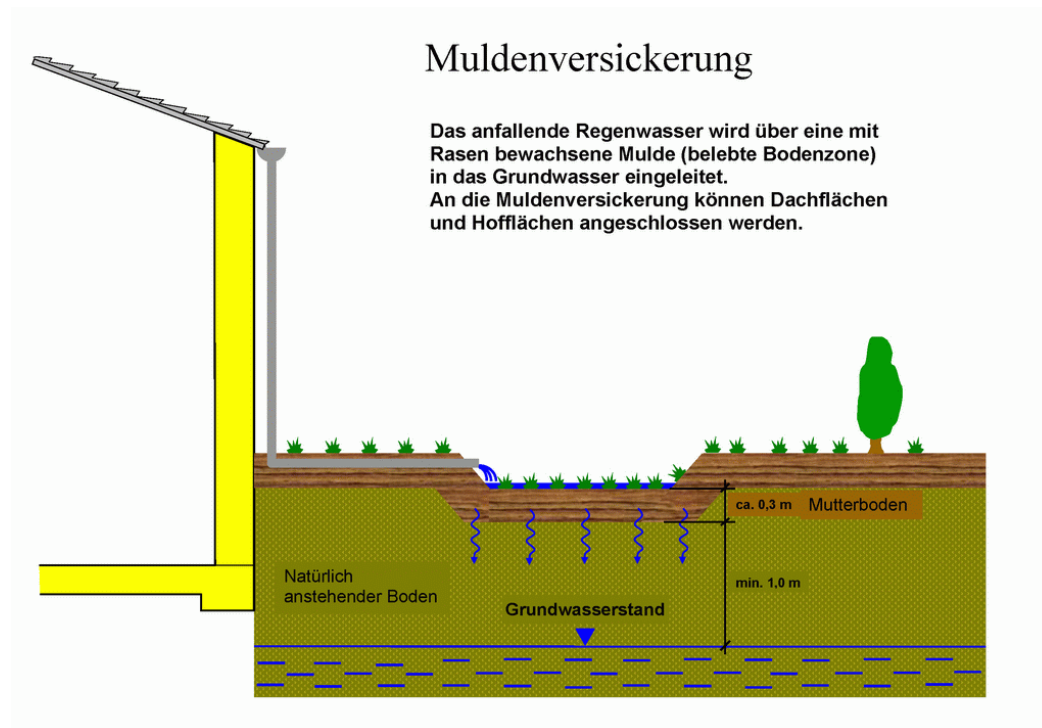 Muldenversickerung
Das anfallende Regenwasser wird über eine mit
Rasen bewachsene Mulde (belebte Bodenzone)
in das Grundwasser eingeleitet.
An die Muldenversickerung können Dachflächen
und Hofflächen angeschlossen werden.
ca. 0,3 m
Mutterboden
min. 1,0 m
Natürlich
anstehender Boden
Grundwasserstand